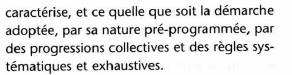 caractérise, et ce quelle que soit la démarche
adoptée, par sa nature pré-programmée, par
des progressions collectives et des règles sys-
tématiques et exhaustives.